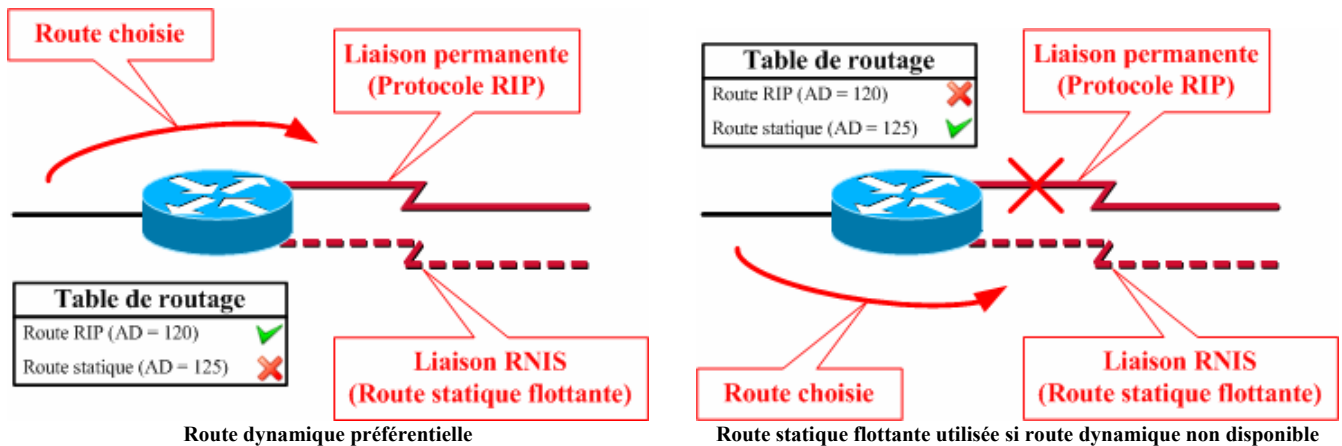 Route choisie
Liaison permanente
(Protocole RIP)
Table de routage
Route RIP (AD = 120)
Route statique (AD = 125)
Liaison RNIS
(Route statique flottante)
Route dynamique préférentielle
Table de routage
Route RIP (AD = 120)
Route statique (AD = 125)
Liaison permanente
(Protocole RIP)
Route choisie
Liaison RNIS
(Route statique flottante)
Route statique flottante utilisée si route dynamique non disponible